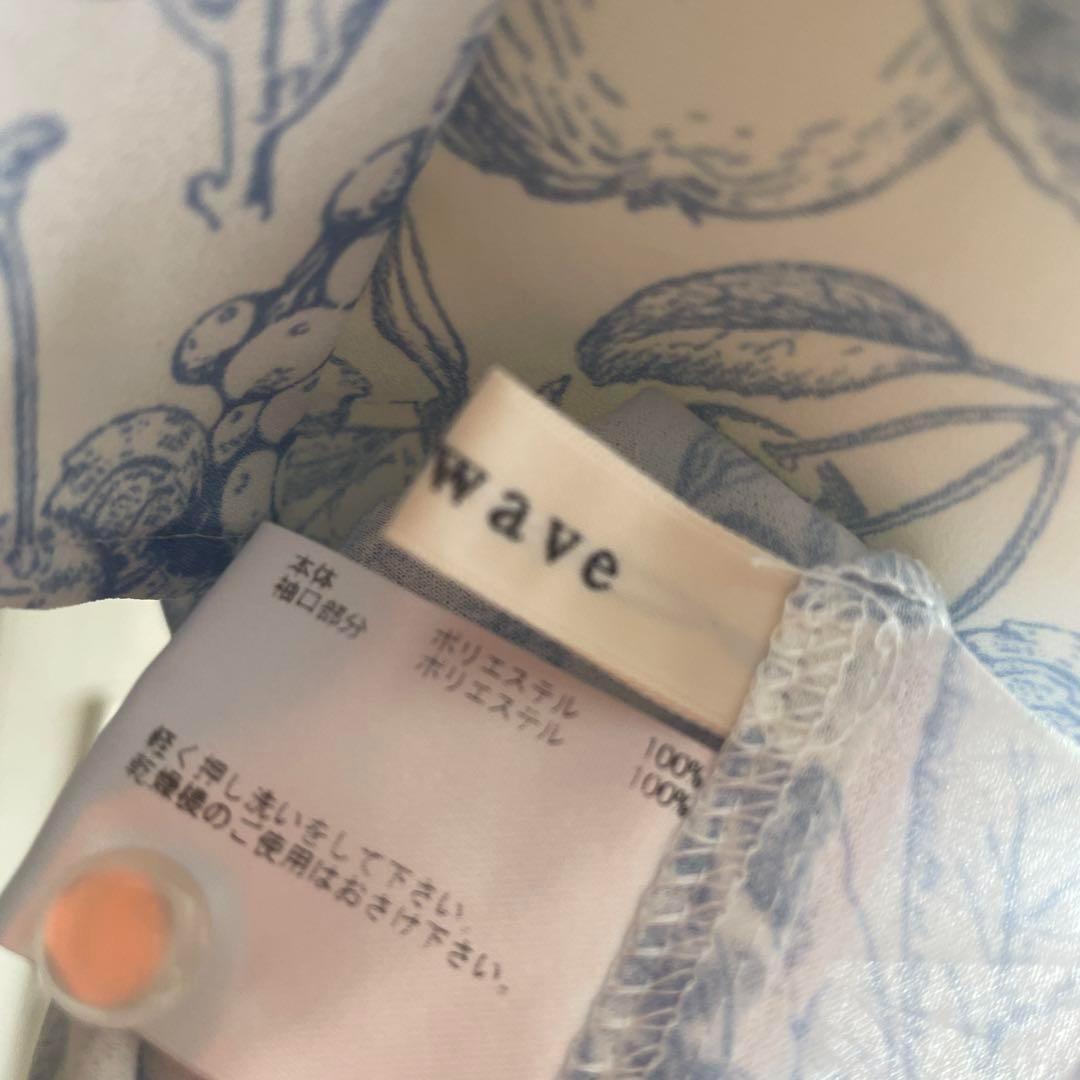 wave
本体 ポリエステル 100%
袖口部分 ポリエステル 100%
軽く押し洗いをして下さい。
乾燥機のご使用はおさけ下さい。